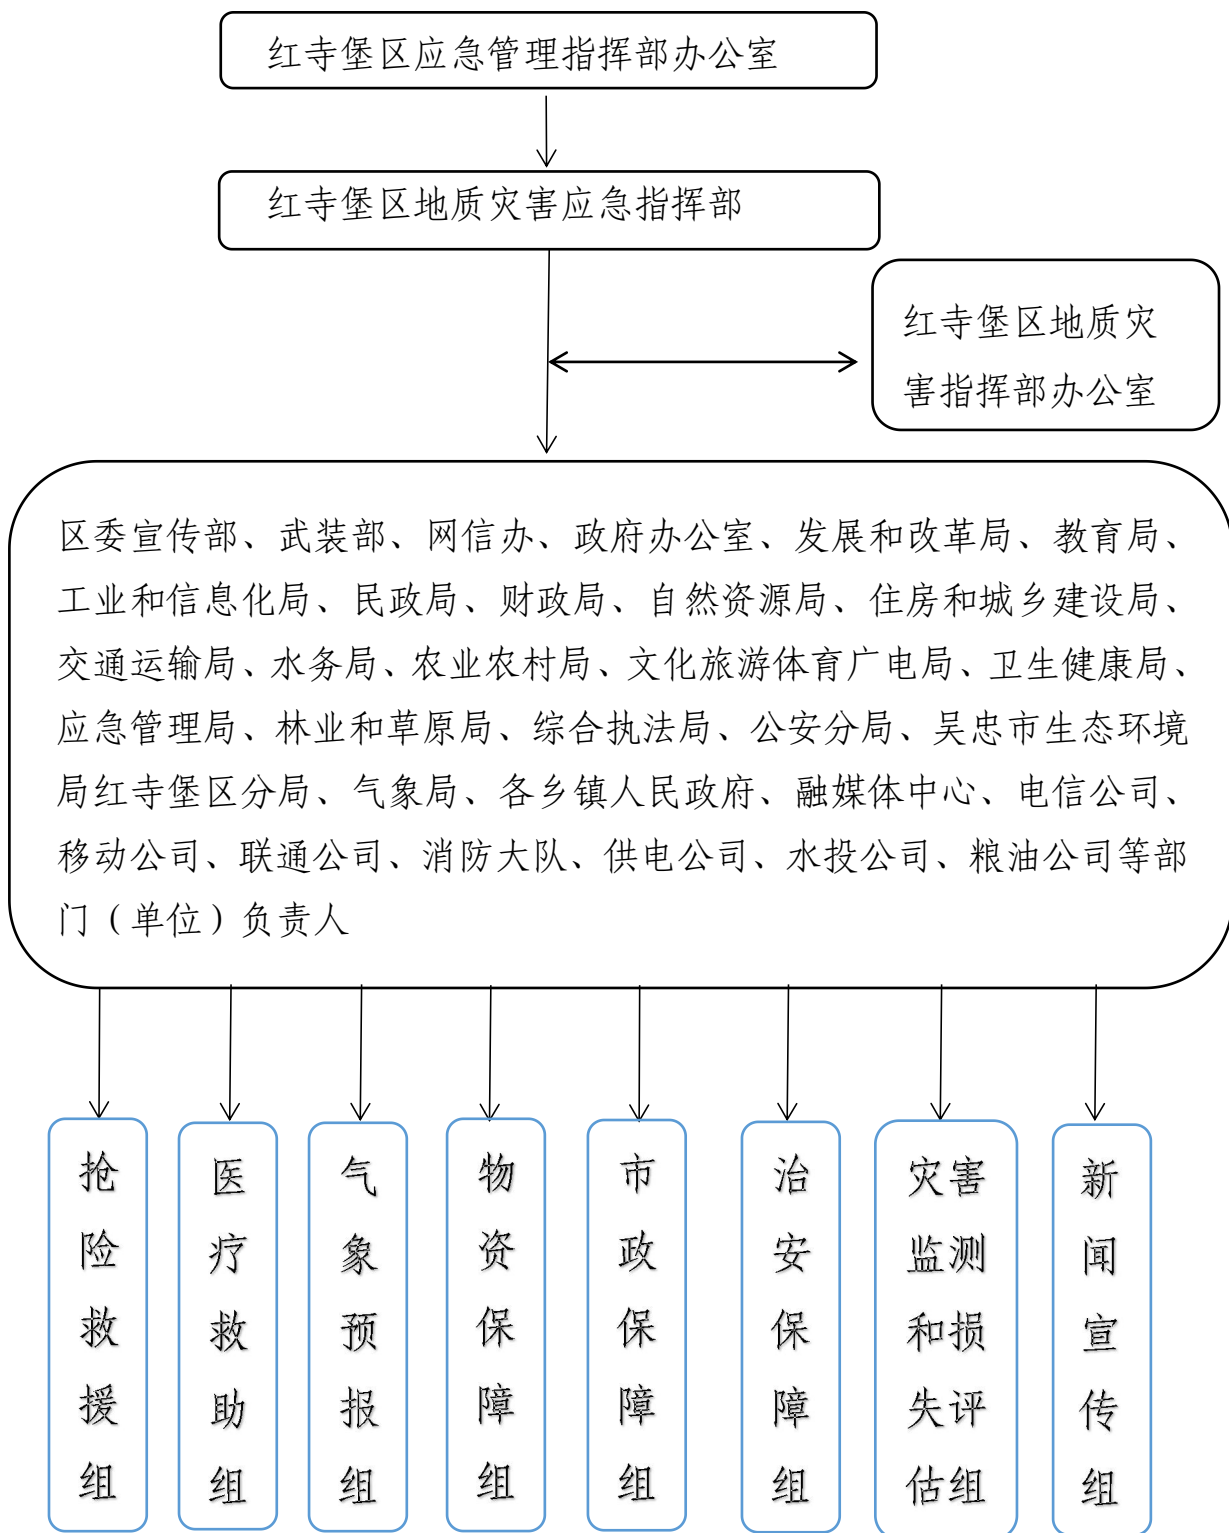 红寺堡区应急管理指挥部办公室
红寺堡区地质灾害应急指挥部
红寺堡区地质灾
害指挥部办公室
区委宣传部、武装部、网信办、政府办公室、发展和改革局、教育局、
工业和信息化局、民政局、财政局、自然资源局、住房和城乡建设局、
交通运输局、水务局、农业农村局、文化旅游体育广电局、卫生健康局、
应急管理局、林业和草原局、综合执法局、公安分局、吴忠市生态环境
局红寺堡区分局、气象局、各乡镇人民政府、融媒体中心、电信公司、
移动公司、联通公司、消防大队、供电公司、水投公司、粮油公司等部
门（单位）负责人
抢险救援组
医疗救助组
气象预报组
物资保障组
市政保障组
治安保障组
灾害
监测
和损
失评
估组
新闻宣传组